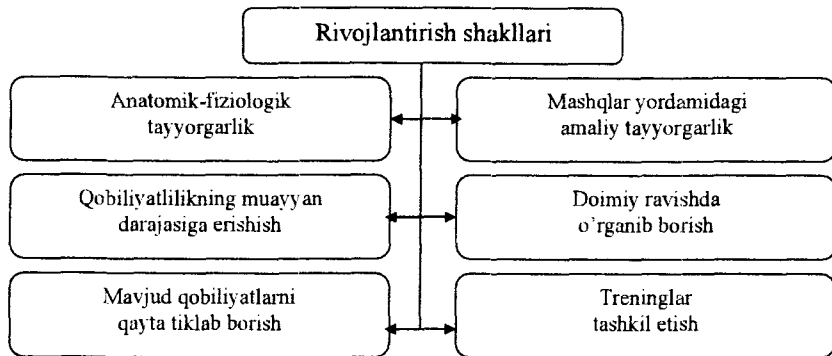 Rivojlantirish shakllari
Anatomik-fiziologik
tayyorgarlik
Mashqlar yordamidagi
amaliy tayyorgarlik
Qobiliyatlilikning muayyan
darajasiga erishish
Doimiy ravishda
o’rganib borish
Mavjud qobiliyatlarni
qayta tiklab borish
Treninglar
tashkil etish